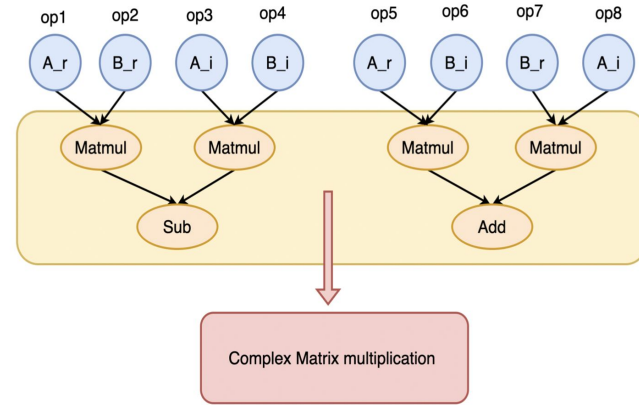 op1 op2 op3 op4 op5 op6 op7 op8
A_r B_r A_i B_i A_r B_i B_r A_i
Matmul Matmul Matmul Matmul
Sub Add
Complex Matrix multiplication